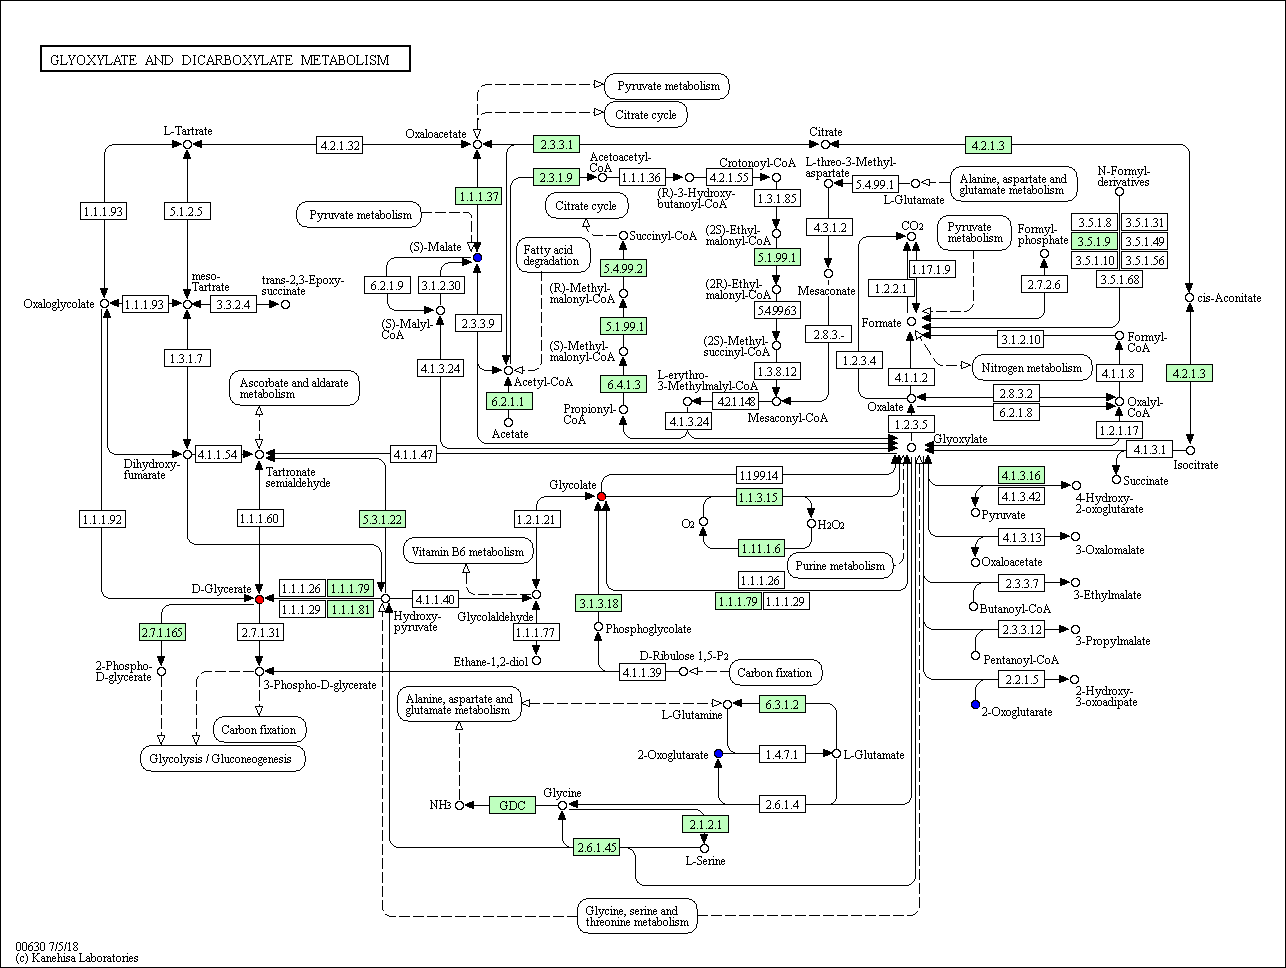 GLYOXYLATE AND DICARBOXYLATE METABOLISM
Pyruvate metabolism
Citrate cycle
L-Tartrate
4.2.1.32
Oxaloacetate
2.3.3.1
Citrate
4.2.1.3
Acetoacetyl-
CoA
2.3.1.9
1.1.1.36
Crotonoyl-CoA
4.2.1.55
(R)-3-Hydroxy-
butanoyl-CoA
L-threo-3-Methyl-
aspartate
5.4.99.1
L-Glutamate
Alanine, aspartate and
glutamate metabolism
N-Formyl-
derivatives
1.1.1.93
5.1.2.5
Pyruvate metabolism
1.1.1.37
Citrate cycle
1.3.1.85
4.3.1.2
CO2
Pyruvate
metabolism
Formyl-
phosphate
3.5.1.8
3.5.1.31
3.5.1.9
3.5.1.49
3.5.1.10
3.5.1.56
3.5.1.68
(S)-Malate
Fatty acid
degradation
Succinyl-CoA
(2S)-Ethyl-
malonyl-CoA
5.4.99.2
5.1.99.1
Mesaconate
1.17.1.9
1.2.2.1
2.7.2.6
meso-
Tartrate
trans-2,3-Epoxy-
succinate
6.2.1.9
3.1.2.30
(R)-Methyl-
malonyl-CoA
(2R)-Ethyl-
malonyl-CoA
cis-Aconitate
Oxaloglycolate
1.1.1.93
3.3.2.4
(S)-Malyl-
CoA
2.3.3.9
5.1.99.1
5.4.99.63
2.8.3.-
Formate
3.1.2.10
Formyl-
CoA
1.3.1.7
4.1.3.24
(S)-Methyl-
malonyl-CoA
(2S)-Methyl-
succinyl-CoA
1.2.3.4
Nitrogen metabolism
Acetyl-CoA
6.4.1.3
L-erythro-
3-Methylmalyl-CoA
1.3.8.12
4.1.1.2
4.1.1.8
4.2.1.3
Ascorbate and aldarate
metabolism
6.2.1.1
Propionyl-
CoA
4.2.1.148
4.1.3.24
Mesaconyl-CoA
Oxalate
2.8.3.2
6.2.1.8
Oxalyl-
CoA
Acetate
1.2.3.5
1.2.1.17
Dihydroxy-
fumarate
4.1.1.54
Tartronate
semialdehyde
4.1.1.47
Glyoxylate
4.1.3.1
Isocitrate
Succinate
Glycolate
1.1.99.14
1.1.3.15
4.1.3.16
4.1.3.42
4-Hydroxy-
2-oxoglutarate
Pyruvate
1.1.1.92
1.1.1.60
5.3.1.22
1.2.1.21
O2
H2O2
1.11.1.6
4.1.3.13
3-Oxalomalate
Oxaloacetate
Vitamin B6 metabolism
Purine metabolism
D-Glycerate
1.1.1.26
1.1.1.79
1.1.1.29
1.1.1.81
Hydroxy-
pyruvate
4.1.1.40
Glycolaldehyde
3.1.3.18
1.1.1.26
1.1.1.79
1.1.1.29
2.3.3.7
3-Ethylmalate
Butanoyl-CoA
2.7.1.165
2.7.1.31
1.1.1.77
Phosphoglycolate
2.3.3.12
3-Propylmalate
Pentanoyl-CoA
2-Phospho-
D-glycerate
3-Phospho-D-glycerate
Ethane-1,2-diol
4.1.1.39
D-Ribulose 1,5-P2
Carbon fixation
2.2.1.5
2-Hydroxy-
3-oxoadipate
2-Oxoglutarate
Alanine, aspartate and
glutamate metabolism
L-Glutamine
6.3.1.2
Carbon fixation
Glycolysis / Gluconeogenesis
2-Oxoglutarate
1.4.7.1
L-Glutamate
NH3
GDC
Glycine
2.6.1.4
2.1.2.1
2.6.1.45
L-Serine
Glycine, serine and
threonine metabolism
00630 7/5/18
(c) Kanehisa Laboratories